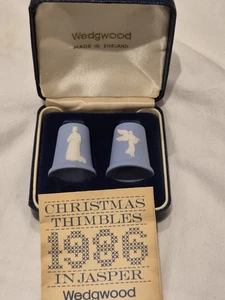 Wedgwood
MADE IN ENGLAND
CHRISTMAS
THIMBLES
1986
IN JASPER
Wedgwood